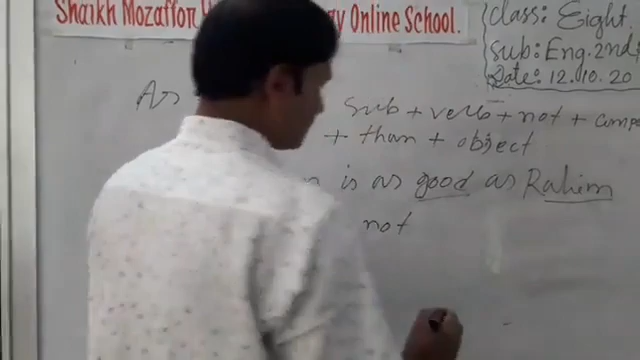 Shaikh Mozaffor Online School.
Class: Eight
Sub: Eng. 2nd
Date: 12.10.20
As
Sub + verb + not +
+ than + object
is as good as Rahim
not